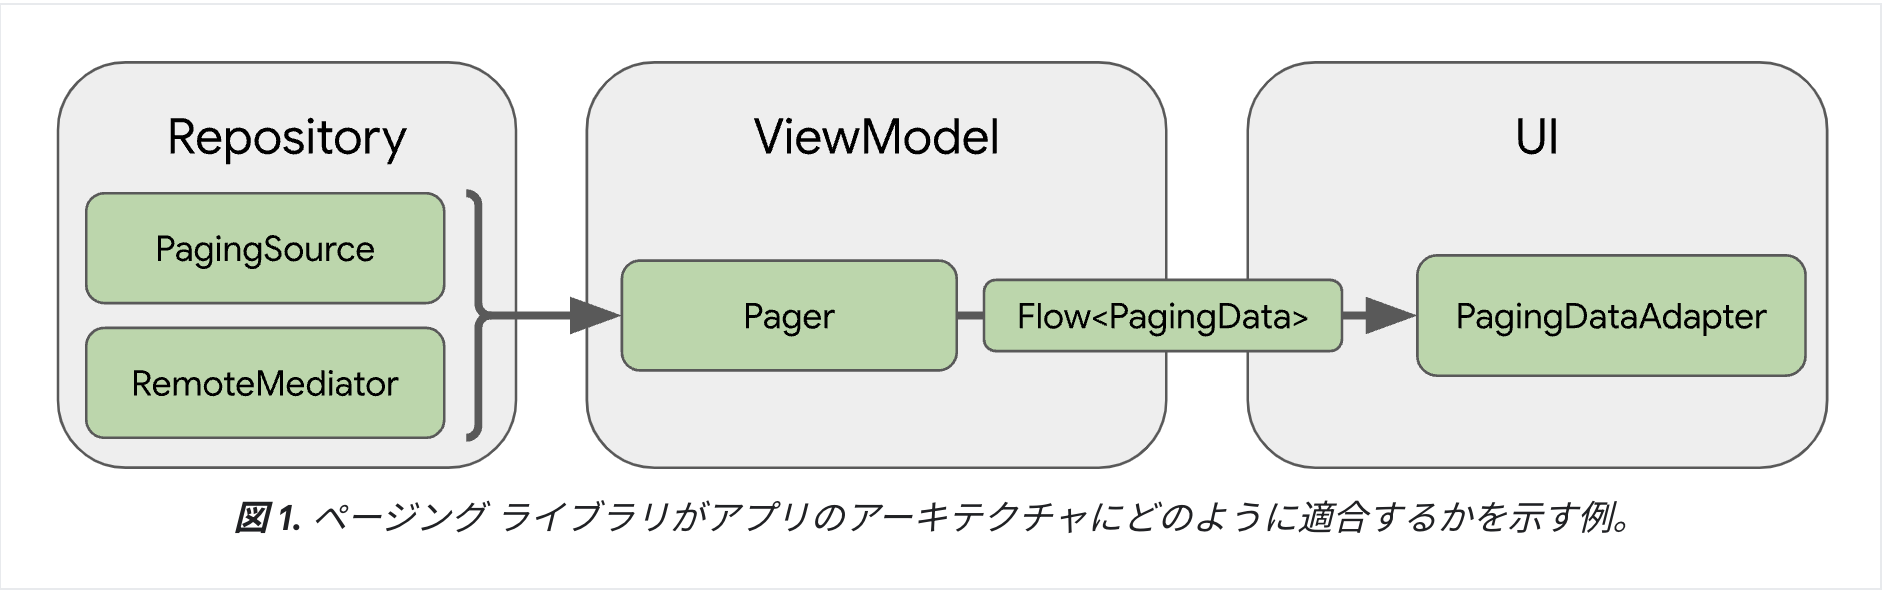 Repository
PagingSource
RemoteMediator
ViewModel
Pager
Flow<PagingData>
UI
PagingDataAdapter
図 1. ページング ライブラリがアプリのアーキテクチャにどのように適合するかを示す例。